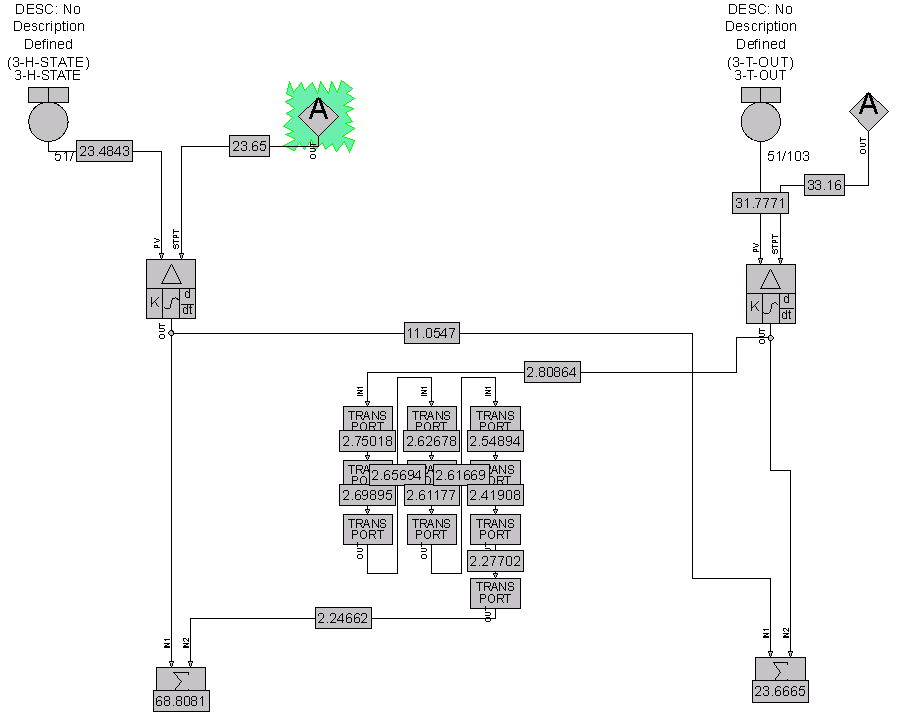 DESC: No
Description
Defined
(3-H-STATE)
3-H-STATE
DESC: No
Description
Defined
(3-T-OUT)
3-T-OUT
A
A
OUT
OUT
51/
23.4843
23.65
51/103
33.16
31.7771
PV
STPT
PV
STPT
K
d
dt
K
d
dt
OUT
OUT
11.0547
2.80864
IN1
IN1
IN1
TRANS
PORT
TRANS
PORT
TRANS
PORT
2.75018
2.62678
2.54894
2.65694
2.61669
PORT
2.69895
2.61177
2.41908
TRANS
PORT
TRANS
PORT
TRANS
PORT
OUT
OUT
2.27702
TRANS
PORT
OUT
2.24662
IN1
IN2
IN1
IN2
Σ
68.8081
Σ
23.6665